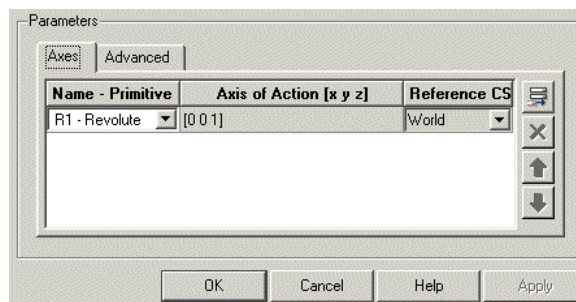 Parameters
Axes Advanced
Name - Primitive Axis of Action [x y z] Reference CS
R1 - Revolute [0 0 1] World
OK Cancel Help Apply